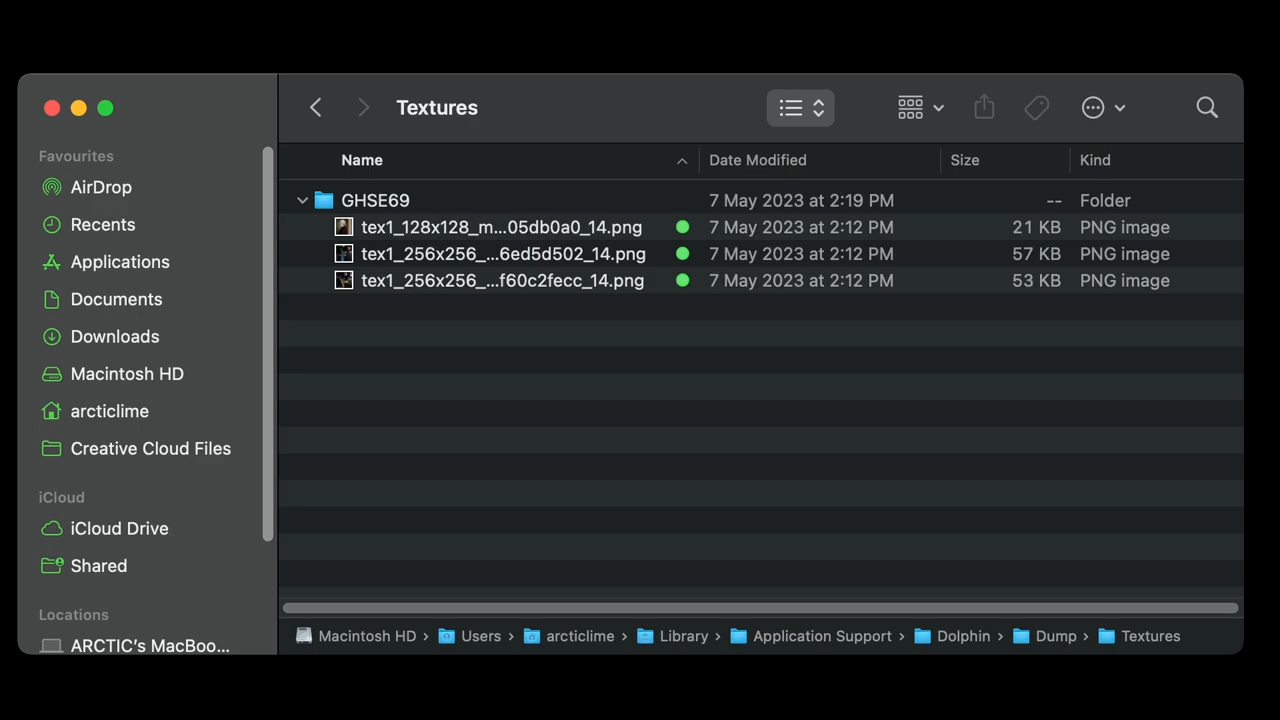 Textures
Favourites
AirDrop
Recents
Applications
Documents
Downloads
Macintosh HD
arcticlime
Creative Cloud Files
iCloud
iCloud Drive
Shared
Locations
ARCTIC's MacBoo...
Name Date Modified Size Kind
GHSE69 7 May 2023 at 2:19 PM -- Folder
tex1_128x128_m...05db0a0_14.png 7 May 2023 at 2:12 PM 21 KB PNG image
tex1_256x256_...6ed5d502_14.png 7 May 2023 at 2:12 PM 57 KB PNG image
tex1_256x256_...f60c2fecc_14.png 7 May 2023 at 2:12 PM 53 KB PNG image
Macintosh HD › Users › arcticlime › Library › Application Support › Dolphin › Dump › Textures